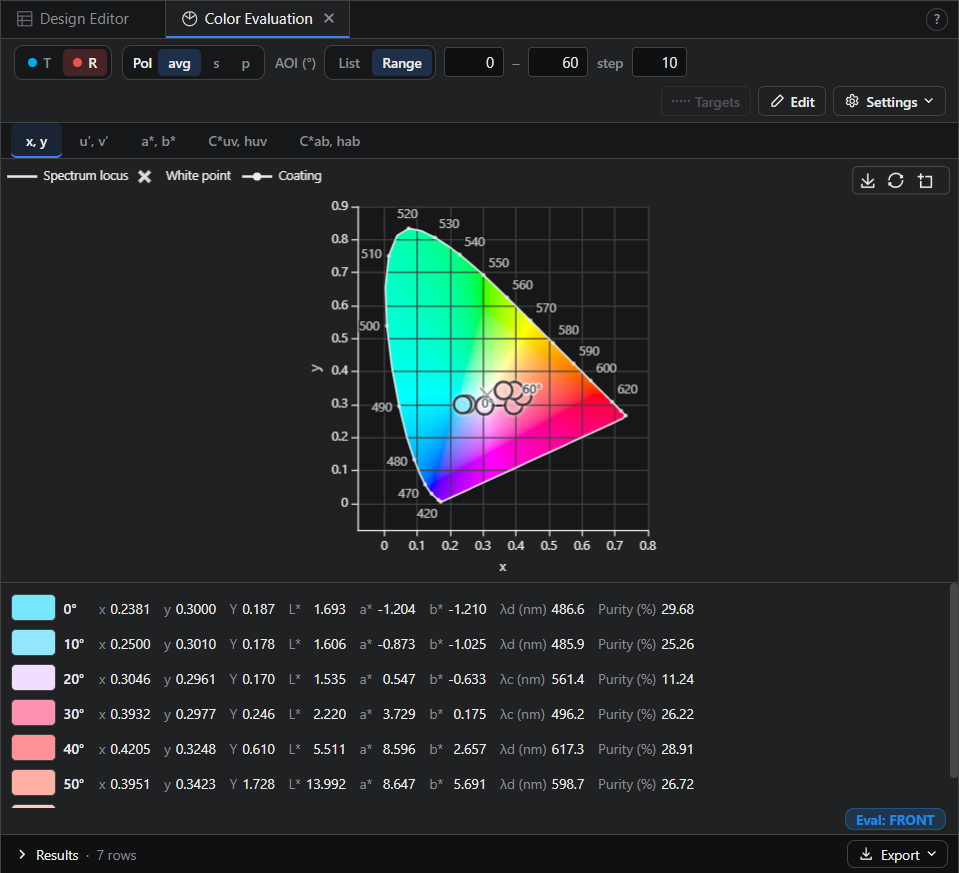 Design Editor Color Evaluation ?
T R Pol avg s p AOI (°) List Range 0 – 60 step 10
Targets Edit Settings
x, y u′, v′ a*, b* C*uv, huv C*ab, hab
Spectrum locus White point Coating
0.9
0.8
0.7
0.6
0.5
0.4
0.3
0.2
0.1
0
y
520
530
540
510
550
560
570
500
580
590
600
620
60°
0°
490
480
470
420
0 0.1 0.2 0.3 0.4 0.5 0.6 0.7 0.8
x
0° x 0.2381 y 0.3000 Y 0.187 L* 1.693 a* -1.204 b* -1.210 λd (nm) 486.6 Purity (%) 29.68
10° x 0.2500 y 0.3010 Y 0.178 L* 1.606 a* -0.873 b* -1.025 λd (nm) 485.9 Purity (%) 25.26
20° x 0.3046 y 0.2961 Y 0.170 L* 1.535 a* 0.547 b* -0.633 λc (nm) 561.4 Purity (%) 11.24
30° x 0.3932 y 0.2977 Y 0.246 L* 2.220 a* 3.729 b* 0.175 λc (nm) 496.2 Purity (%) 26.22
40° x 0.4205 y 0.3248 Y 0.610 L* 5.511 a* 8.596 b* 2.657 λd (nm) 617.3 Purity (%) 28.91
50° x 0.3951 y 0.3423 Y 1.728 L* 13.992 a* 8.647 b* 5.691 λd (nm) 598.7 Purity (%) 26.72
Eval: FRONT
Results · 7 rows Export